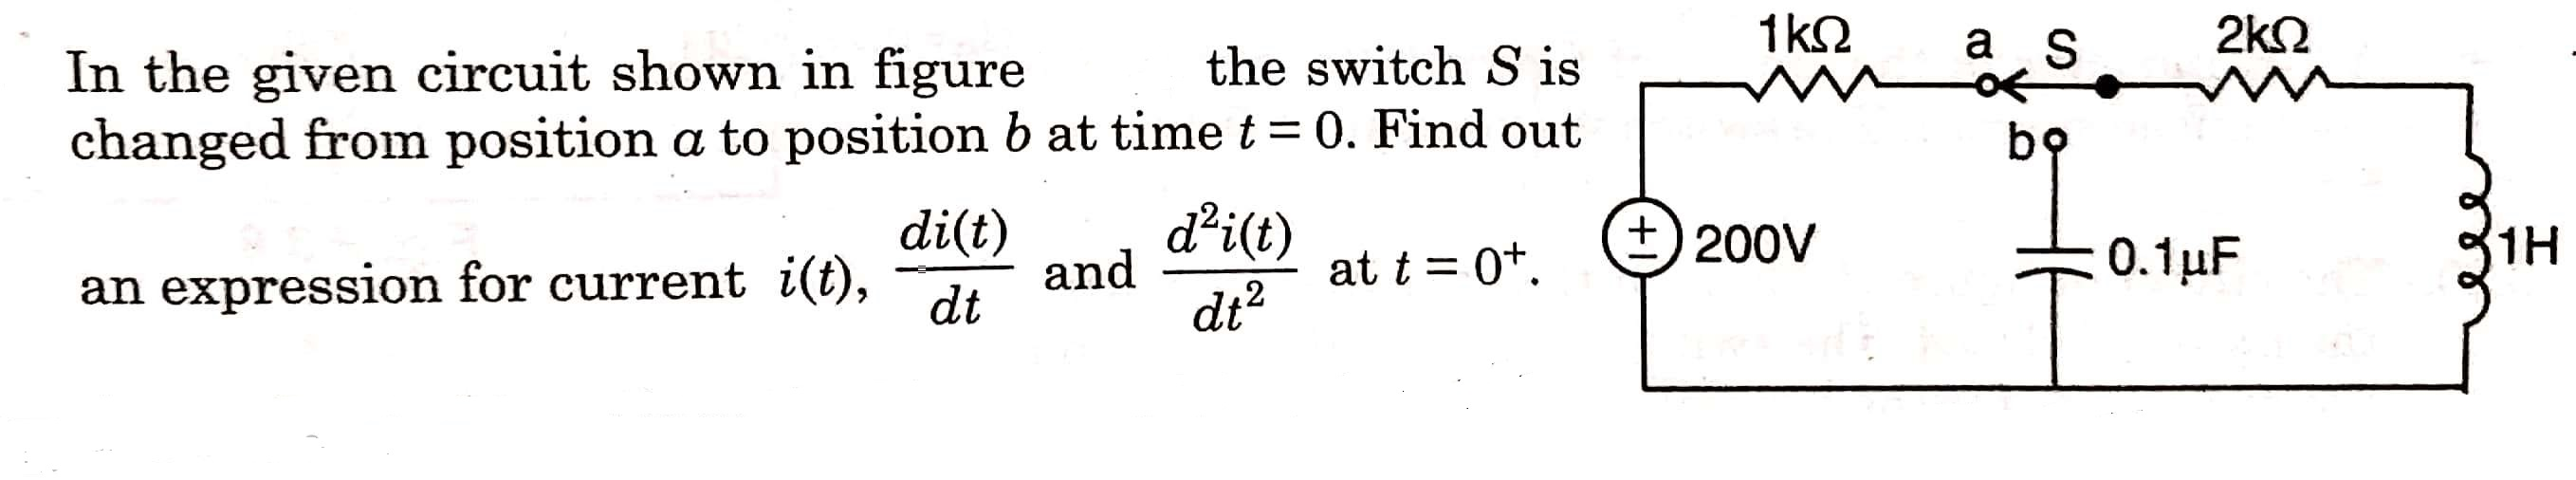 In the given circuit shown in figure the switch S is
changed from position a to position b at time t = 0. Find out
an expression for current i(t), di(t)/dt and d²i(t)/dt² at t = 0⁺.
1kΩ
a S
2kΩ
b
±
200V
0.1µF
1H